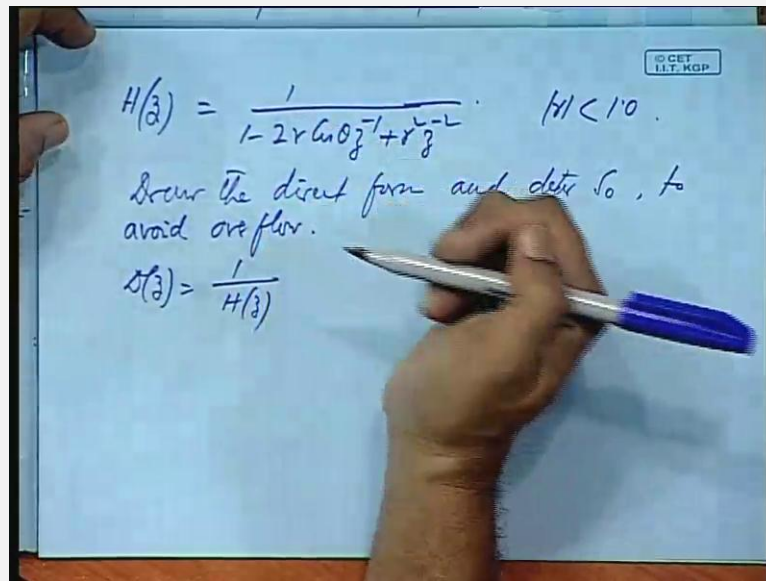 © CET
I.I.T. KGP
H(z) = 1 / (1 - 2r Cos θ z⁻¹ + r² z⁻²) . |r| < 1.0 .
Draw the direct form and deter S₀, to
avoid overflow.
D(z) = 1 / H(z)